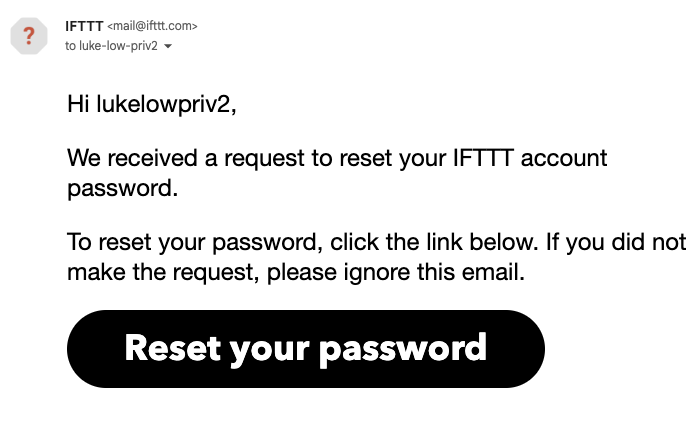 ?
IFTTT <mail@ifttt.com>
to luke-low-priv2
Hi lukelowpriv2,
We received a request to reset your IFTTT account
password.
To reset your password, click the link below. If you did not
make the request, please ignore this email.
Reset your password